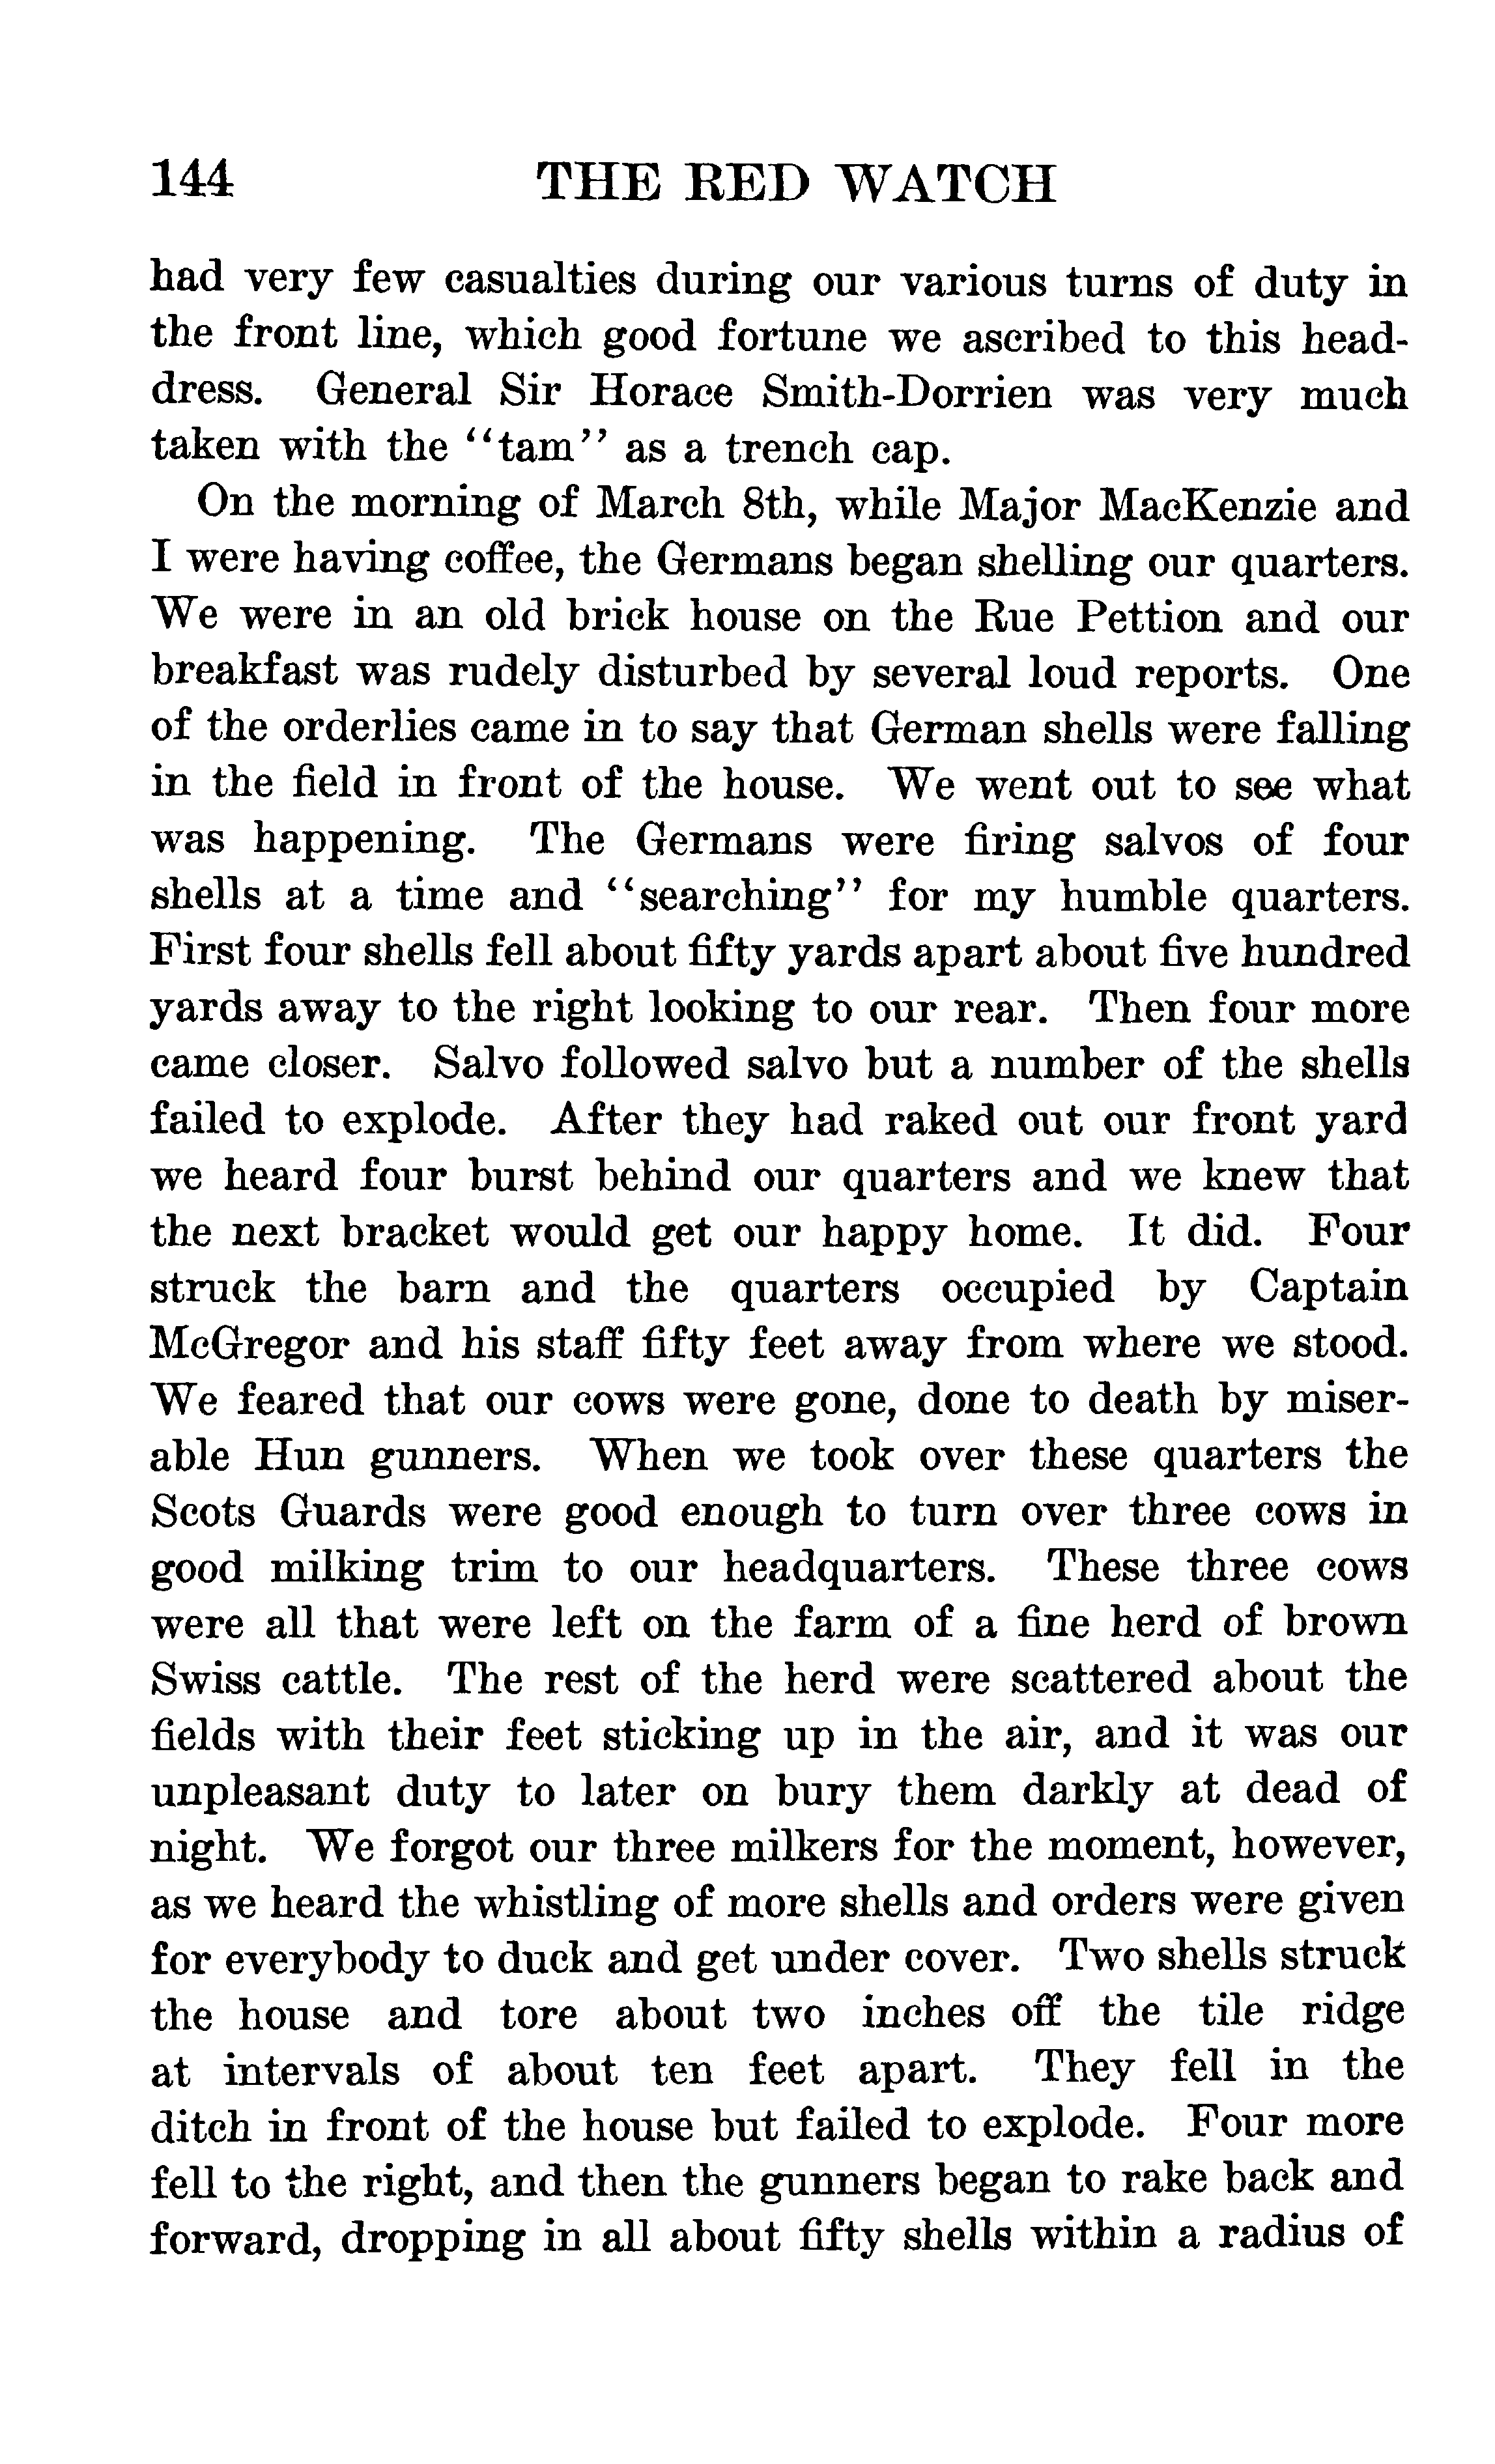 144 THE RED WATCH
had very few casualties during our various turns of duty in
the front line, which good fortune we ascribed to this head-
dress. General Sir Horace Smith-Dorrien was very much
taken with the "tam" as a trench cap.
On the morning of March 8th, while Major MacKenzie and
I were having coffee, the Germans began shelling our quarters.
We were in an old brick house on the Rue Pettion and our
breakfast was rudely disturbed by several loud reports. One
of the orderlies came in to say that German shells were falling
in the field in front of the house. We went out to see what
was happening. The Germans were firing salvos of four
shells at a time and "searching" for my humble quarters.
First four shells fell about fifty yards apart about five hundred
yards away to the right looking to our rear. Then four more
came closer. Salvo followed salvo but a number of the shells
failed to explode. After they had raked out our front yard
we heard four burst behind our quarters and we knew that
the next bracket would get our happy home. It did. Four
struck the barn and the quarters occupied by Captain
McGregor and his staff fifty feet away from where we stood.
We feared that our cows were gone, done to death by miser-
able Hun gunners. When we took over these quarters the
Scots Guards were good enough to turn over three cows in
good milking trim to our headquarters. These three cows
were all that were left on the farm of a fine herd of brown
Swiss cattle. The rest of the herd were scattered about the
fields with their feet sticking up in the air, and it was our
unpleasant duty to later on bury them darkly at dead of
night. We forgot our three milkers for the moment, however,
as we heard the whistling of more shells and orders were given
for everybody to duck and get under cover. Two shells struck
the house and tore about two inches off the tile ridge
at intervals of about ten feet apart. They fell in the
ditch in front of the house but failed to explode. Four more
fell to the right, and then the gunners began to rake back and
forward, dropping in all about fifty shells within a radius of